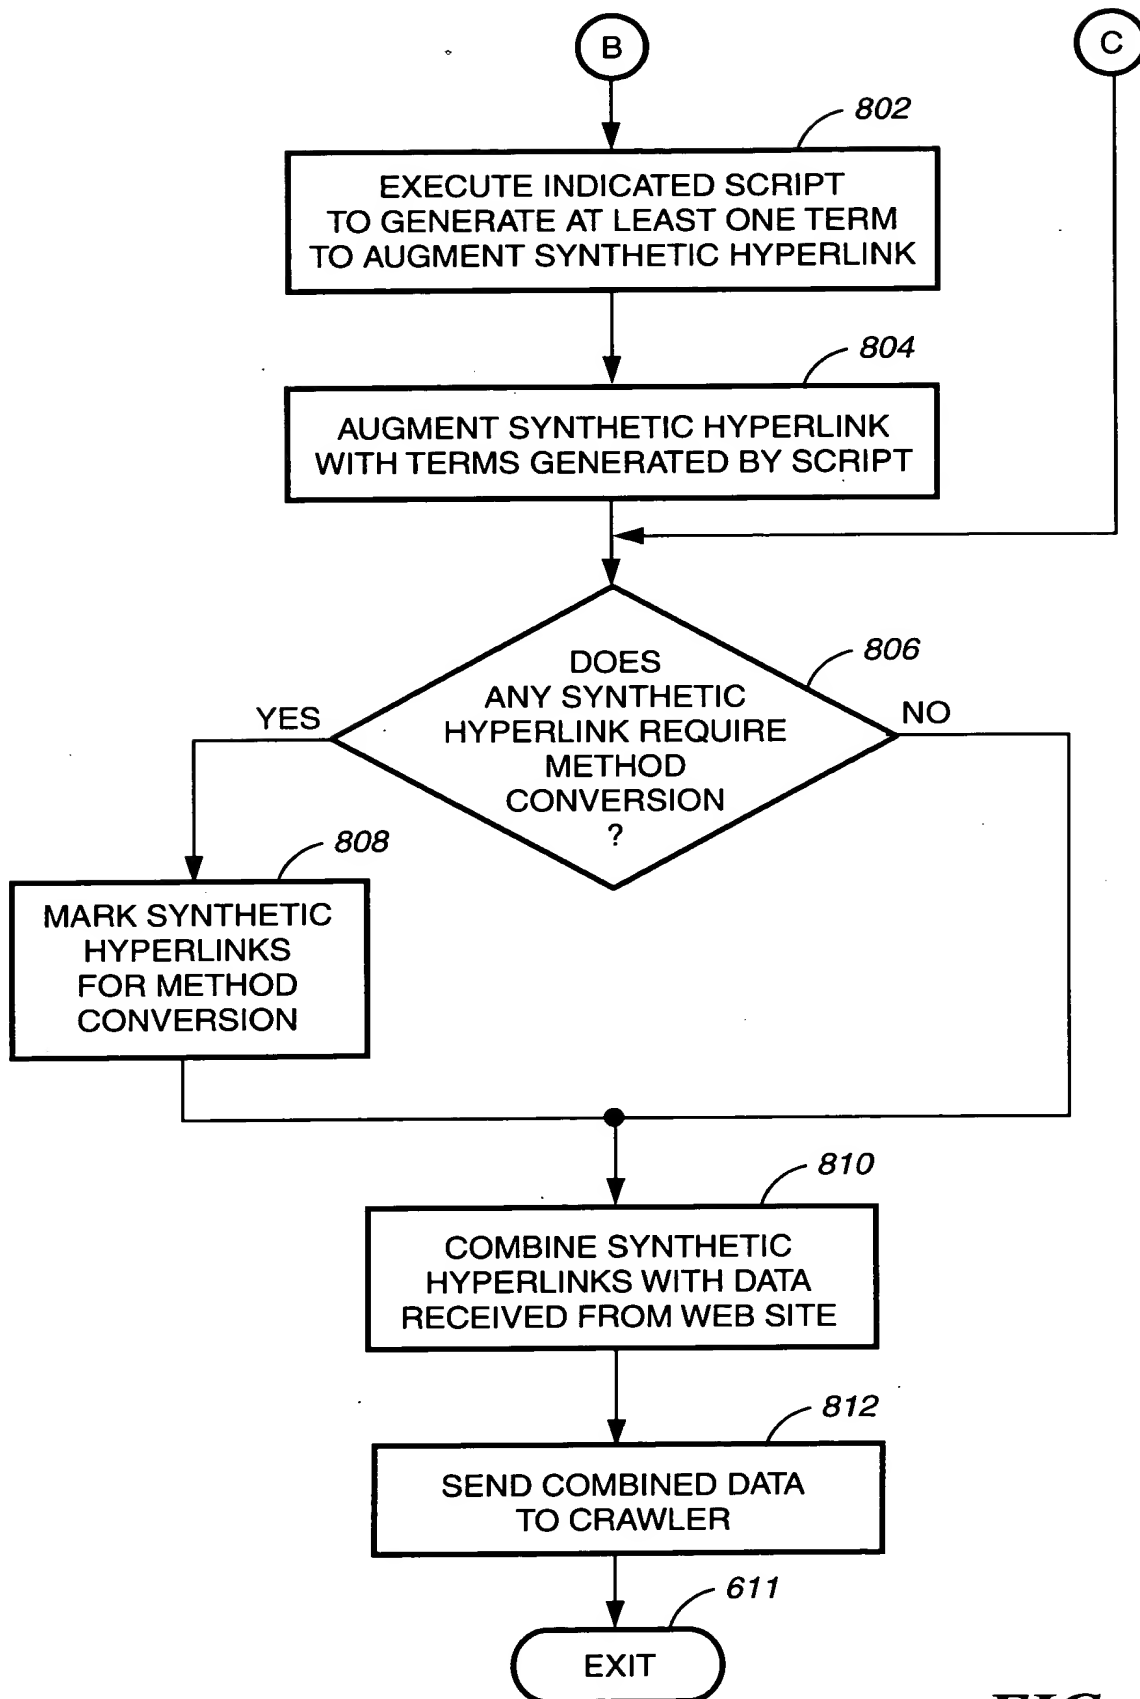 B
C
802
EXECUTE INDICATED SCRIPT
TO GENERATE AT LEAST ONE TERM
TO AUGMENT SYNTHETIC HYPERLINK
804
AUGMENT SYNTHETIC HYPERLINK
WITH TERMS GENERATED BY SCRIPT
806
DOES
ANY SYNTHETIC
HYPERLINK REQUIRE
METHOD
CONVERSION
?
YES
NO
808
MARK SYNTHETIC
HYPERLINKS
FOR METHOD
CONVERSION
810
COMBINE SYNTHETIC
HYPERLINKS WITH DATA
RECEIVED FROM WEB SITE
812
SEND COMBINED DATA
TO CRAWLER
611
EXIT